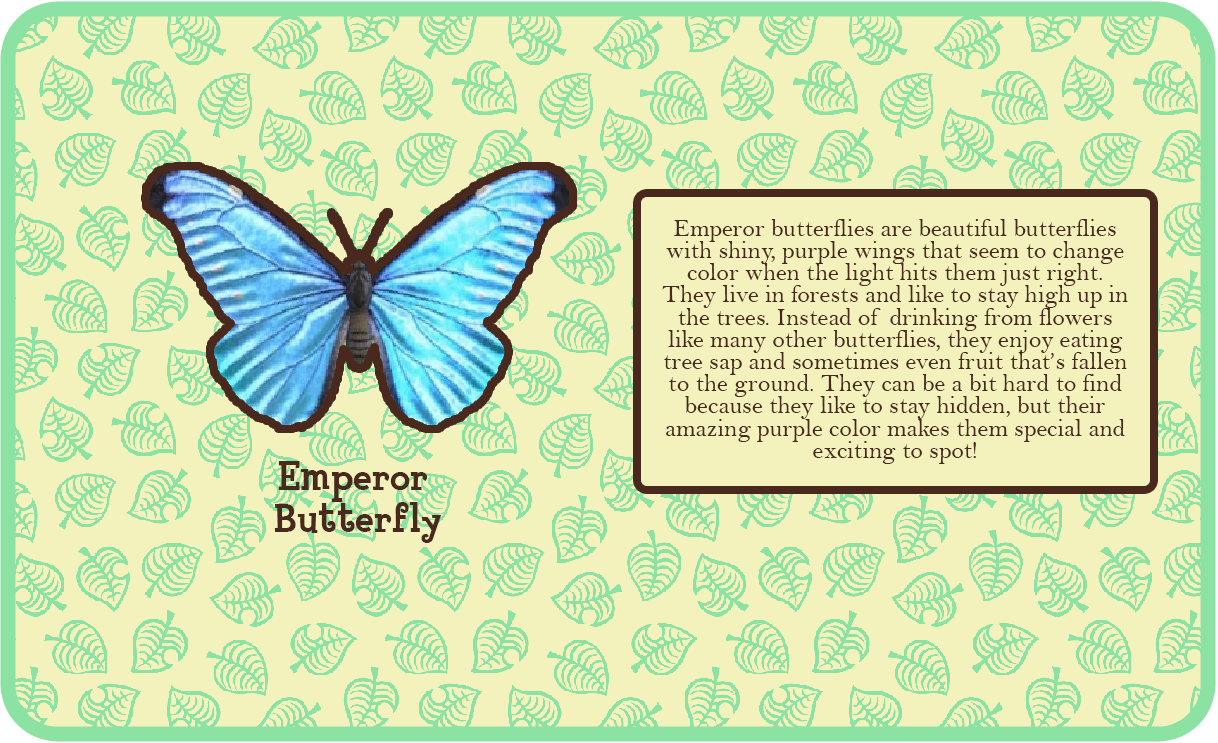 Emperor
Butterfly
Emperor butterflies are beautiful butterflies
with shiny, purple wings that seem to change
color when the light hits them just right.
They live in forests and like to stay high up in
the trees. Instead of  drinking from flowers
like many other butterflies, they enjoy eating
tree sap and sometimes even fruit that's fallen
to the ground. They can be a bit hard to find
because they like to stay hidden, but their
amazing purple color makes them special and
exciting to spot!